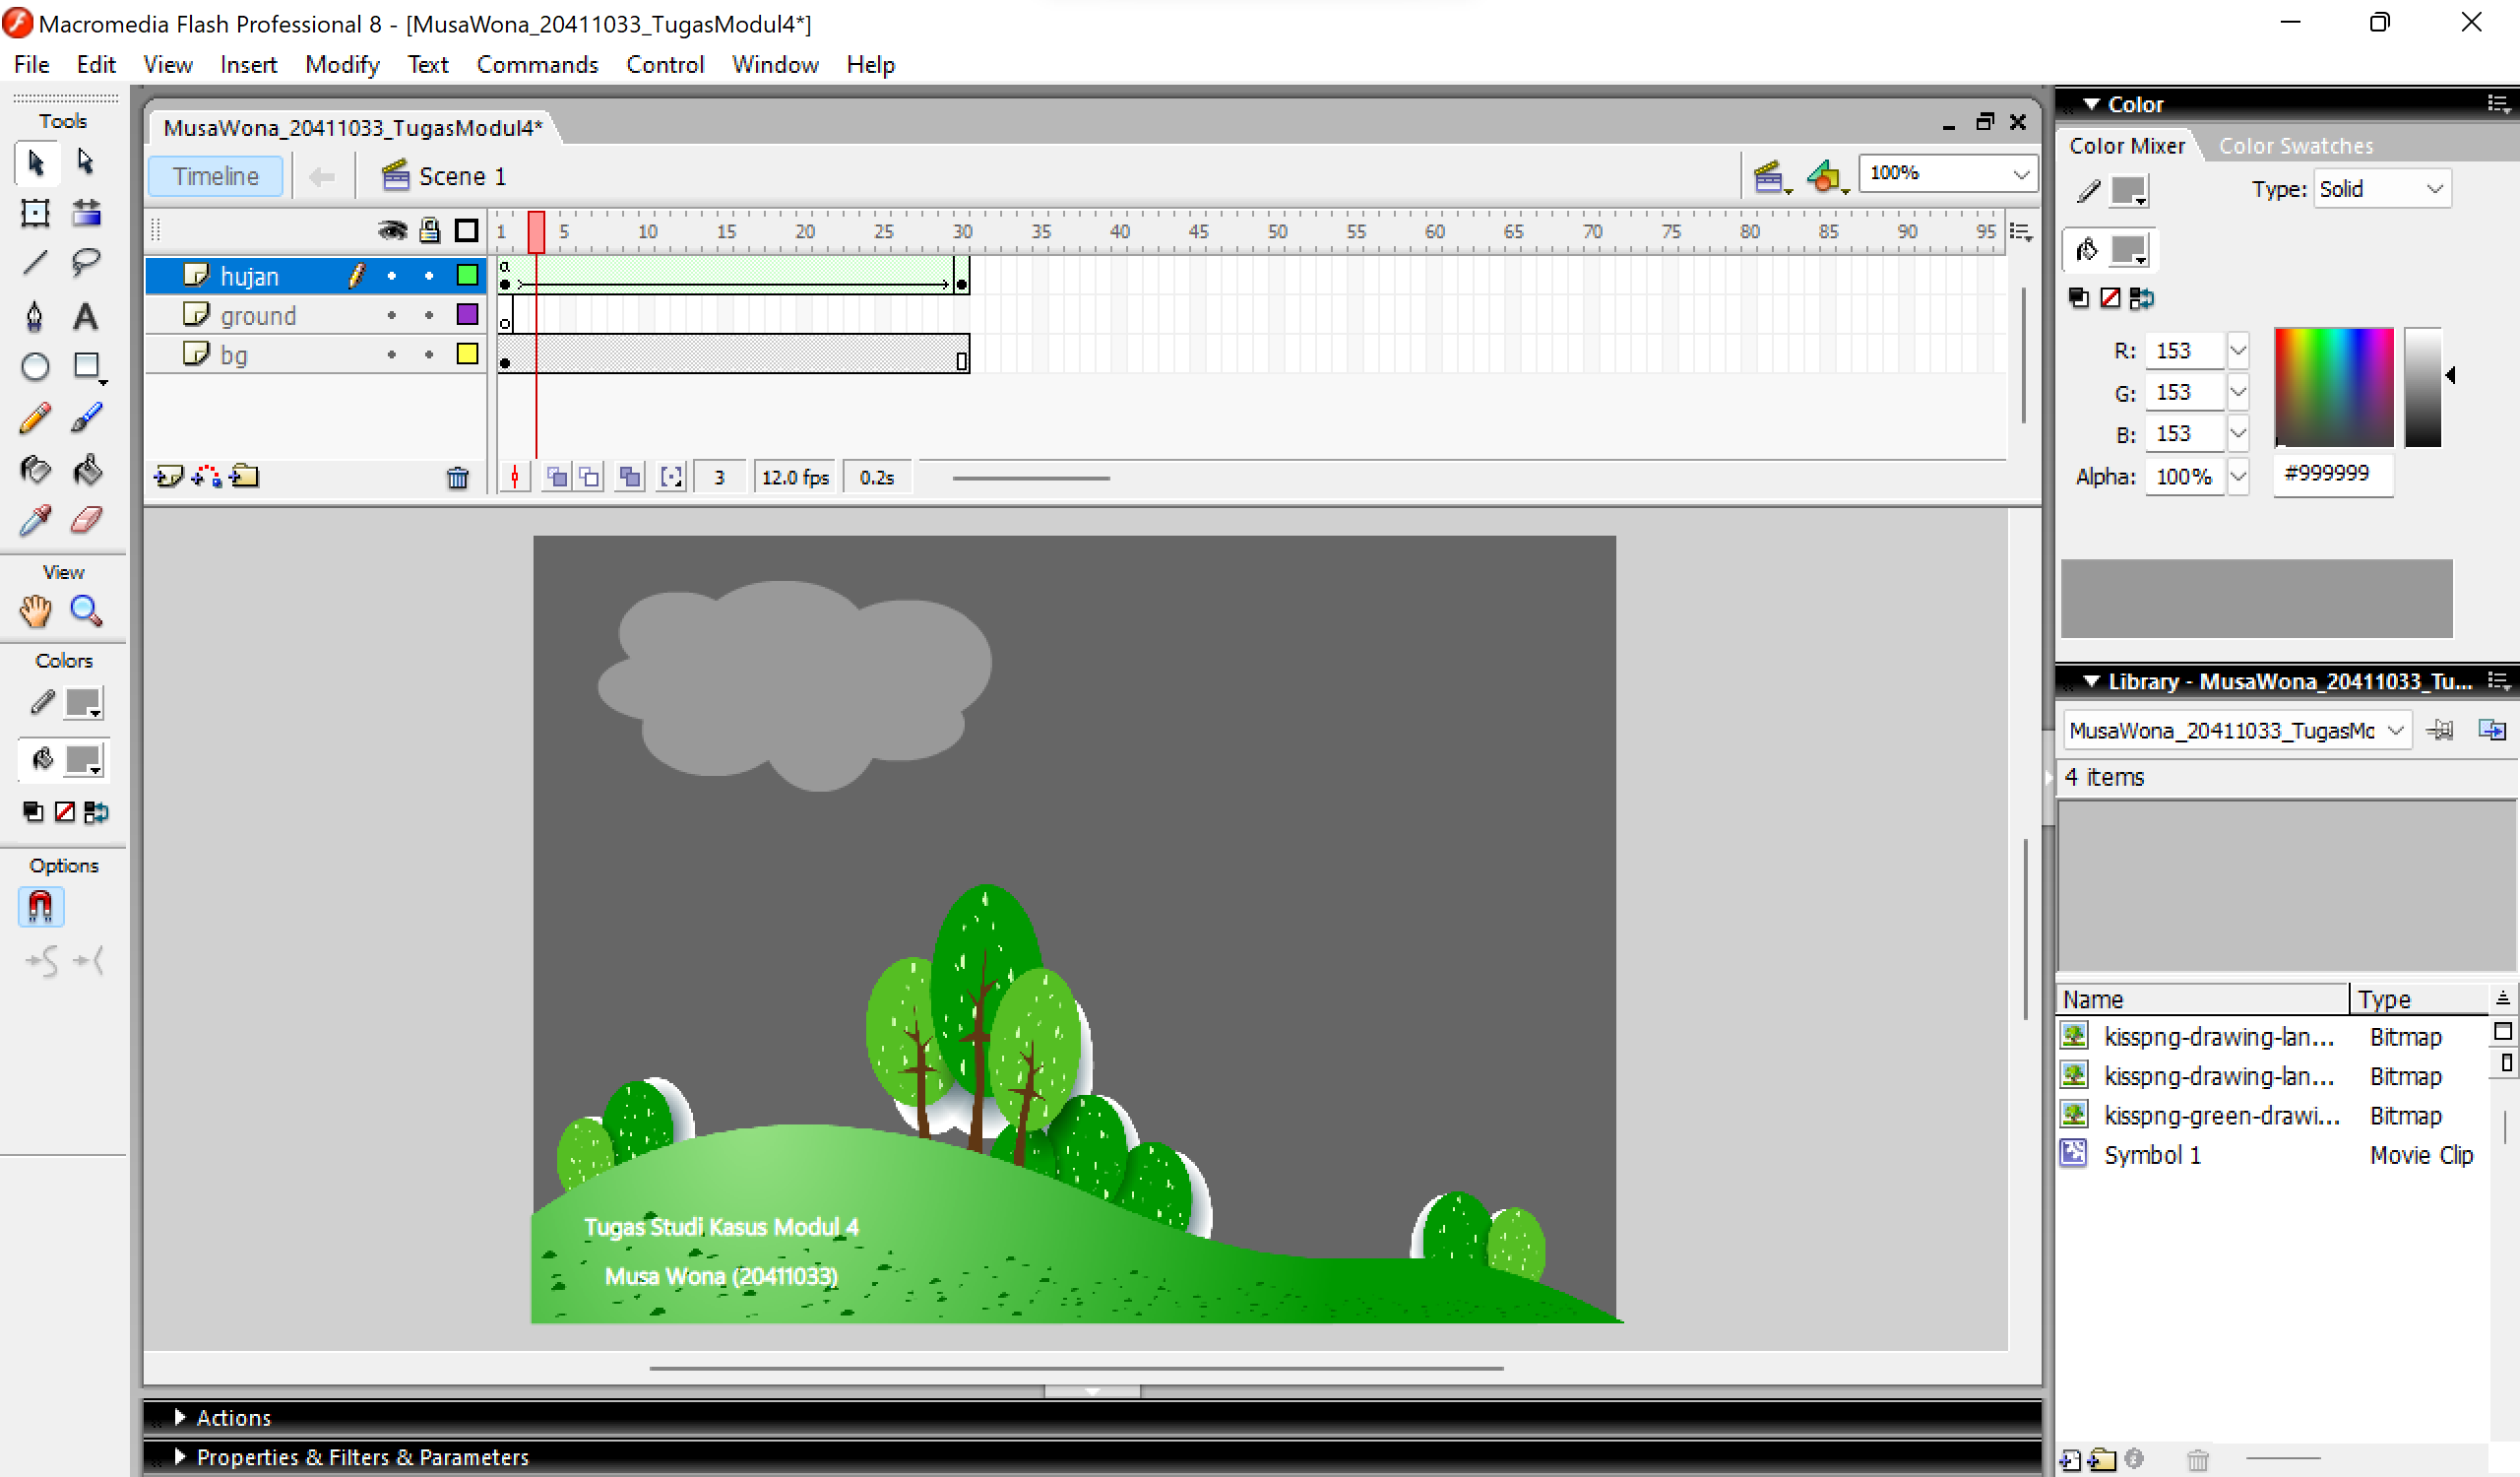 Macromedia Flash Professional 8 - [MusaWona_20411033_TugasModul4*]
File Edit View Insert Modify Text Commands Control Window Help
Tools
View
Colors
Options
MusaWona_20411033_TugasModul4*
Timeline Scene 1 100%
1 5 10 15 20 25 30 35 40 45 50 55 60 65 70 75 80 85 90 95
hujan
a
ground
bg
3 12.0 fps 0.2s
Tugas Studi Kasus Modul 4
Musa Wona (20411033)
Actions
Properties & Filters & Parameters
Color
Color Mixer Color Swatches
Type: Solid
R: 153
G: 153
B: 153
Alpha: 100% #999999
Library - MusaWona_20411033_Tu...
MusaWona_20411033_TugasMo
4 items
Name Type
kisspng-drawing-lan... Bitmap
kisspng-drawing-lan... Bitmap
kisspng-green-drawi... Bitmap
Symbol 1 Movie Clip